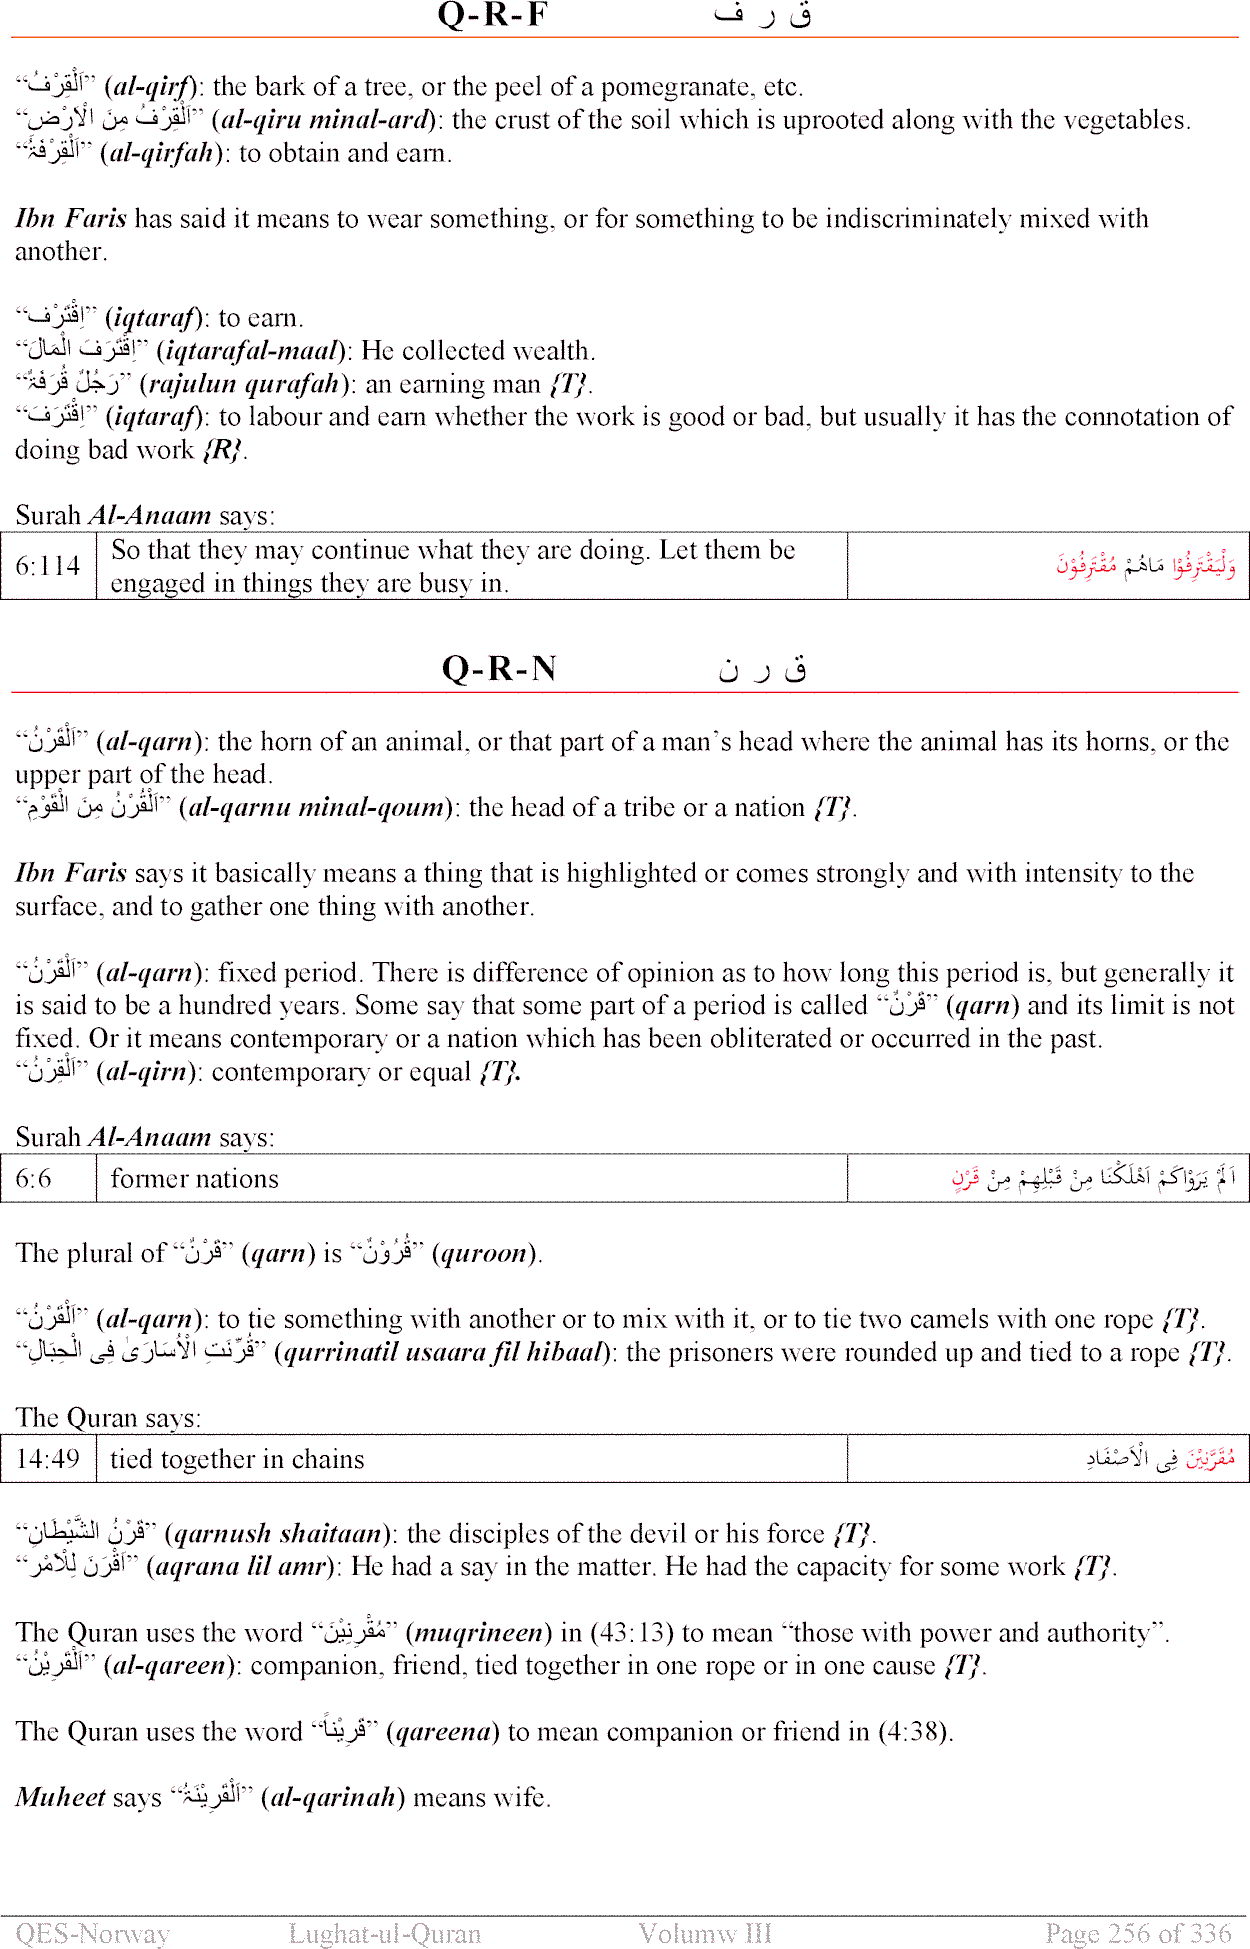 Q-R-F ق ر ف
“اَلْقِرْفُ” (al-qirf): the bark of a tree, or the peel of a pomegranate, etc.
“اَلْقِرْفُ مِنَ الْاَرْضِ” (al-qiru minal-ard): the crust of the soil which is uprooted along with the vegetables.
“اَلْقِرْفَۃُ” (al-qirfah): to obtain and earn.
Ibn Faris has said it means to wear something, or for something to be indiscriminately mixed with
another.
“اِقْتَرْف” (iqtaraf): to earn.
“اِقْتَرَفَ الْمَالَ” (iqtarafal-maal): He collected wealth.
“رَجُلٌ قُرَفَۃٌ” (rajulun qurafah): an earning man {T}.
“اِقْتَرَفَ” (iqtaraf): to labour and earn whether the work is good or bad, but usually it has the connotation of
doing bad work {R}.
Surah Al-Anaam says:
6:114 So that they may continue what they are doing. Let them be
engaged in things they are busy in. وَلْيَقْتَرِفُوْا مَاهُمْ مُقْتَرِفُوْنَ
Q-R-N ق ر ن
“اَلْقَرْنُ” (al-qarn): the horn of an animal, or that part of a man’s head where the animal has its horns, or the
upper part of the head.
“اَلْقُرْنُ مِنَ الْقَوْمِ” (al-qarnu minal-qoum): the head of a tribe or a nation {T}.
Ibn Faris says it basically means a thing that is highlighted or comes strongly and with intensity to the
surface, and to gather one thing with another.
“اَلْقَرْنُ” (al-qarn): fixed period. There is difference of opinion as to how long this period is, but generally it
is said to be a hundred years. Some say that some part of a period is called “قَرْنٌ” (qarn) and its limit is not
fixed. Or it means contemporary or a nation which has been obliterated or occurred in the past.
“اَلْقِرْنُ” (al-qirn): contemporary or equal {T}.
Surah Al-Anaam says:
6:6 former nations اَلَمْ يَرَوْاكَمْ اَهْلَكْنَا مِنْ قَبْلِهِمْ مِنْ قَرْنٍ
The plural of “قَرْنٌ” (qarn) is “قُرُوْنٌ” (quroon).
“اَلْقَرْنُ” (al-qarn): to tie something with another or to mix with it, or to tie two camels with one rope {T}.
“قُرِّنَتِ الْاُسَارَىٰ فِی الْحِبَالِ” (qurrinatil usaara fil hibaal): the prisoners were rounded up and tied to a rope {T}.
The Quran says:
14:49 tied together in chains مُقَرَّنِيْنَ فِی الْاَصْفَادِ
“قَرْنُ الشَّيْطَانِ” (qarnush shaitaan): the disciples of the devil or his force {T}.
“اَقْرَنَ لِلْاَمْر” (aqrana lil amr): He had a say in the matter. He had the capacity for some work {T}.
The Quran uses the word “مُقْرِنِيْنَ” (muqrineen) in (43:13) to mean “those with power and authority”.
“اَلْقَرِيْنُ” (al-qareen): companion, friend, tied together in one rope or in one cause {T}.
The Quran uses the word “قَرِيْناً” (qareena) to mean companion or friend in (4:38).
Muheet says “اَلْقَرِيْنَۃُ” (al-qarinah) means wife.
QES-Norway Lughat-ul-Quran Volumw III Page 256 of 336